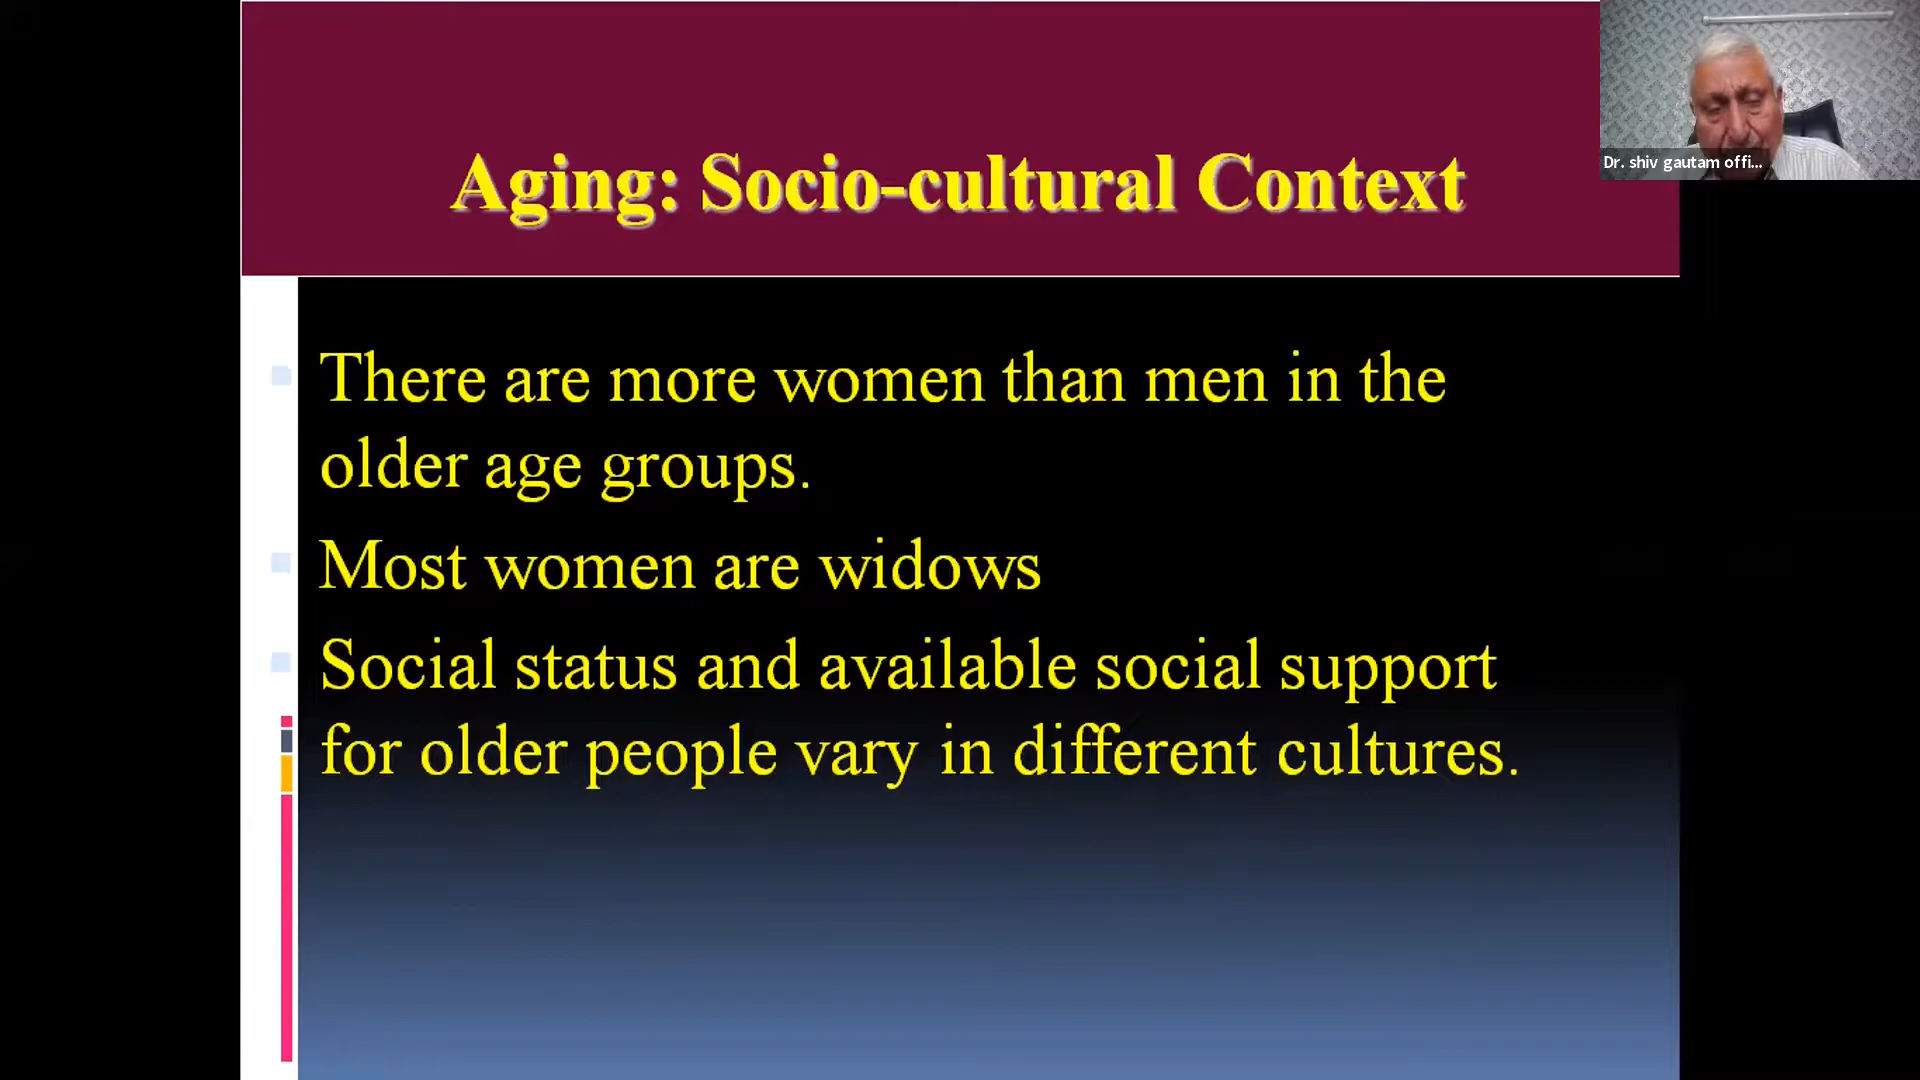 Aging: Socio-cultural Context
Dr. shiv gautam offi...
There are more women than men in the
older age groups.
Most women are widows
Social status and available social support
for older people vary in different cultures.